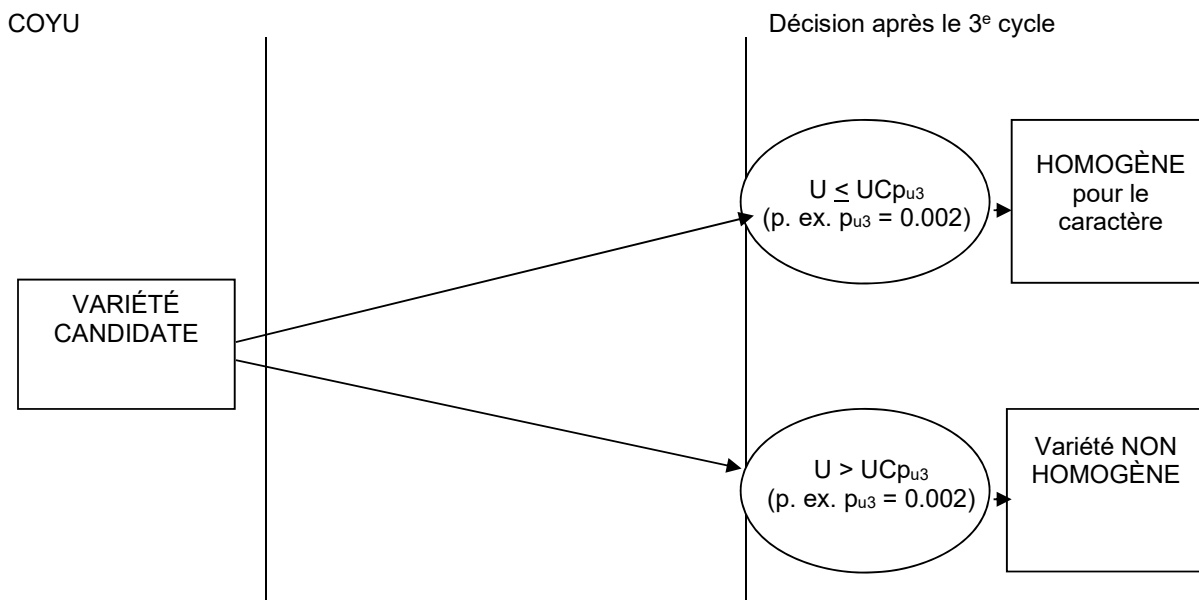 COYU
Décision après le 3e cycle
U ≤ UCpu3
(p. ex. pu3 = 0.002)
HOMOGÈNE
pour le
caractère
VARIÉTÉ
CANDIDATE
U > UCpu3
(p. ex. pu3 = 0.002)
Variété NON
HOMOGÈNE